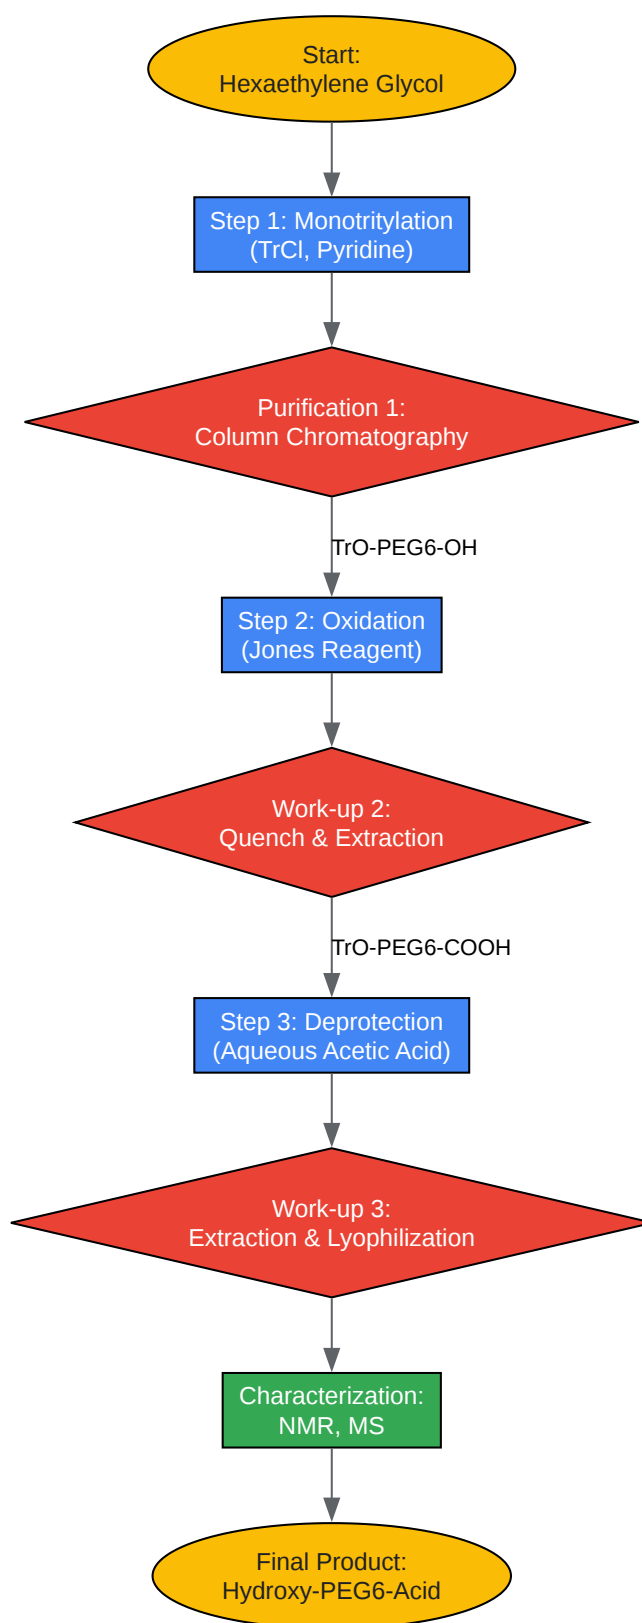 Start:
Hexaethylene Glycol
Step 1: Monotritylation
(TrCl, Pyridine)
Purification 1:
Column Chromatography
TrO-PEG6-OH
Step 2: Oxidation
(Jones Reagent)
Work-up 2:
Quench & Extraction
TrO-PEG6-COOH
Step 3: Deprotection
(Aqueous Acetic Acid)
Work-up 3:
Extraction & Lyophilization
Characterization:
NMR, MS
Final Product:
Hydroxy-PEG6-Acid